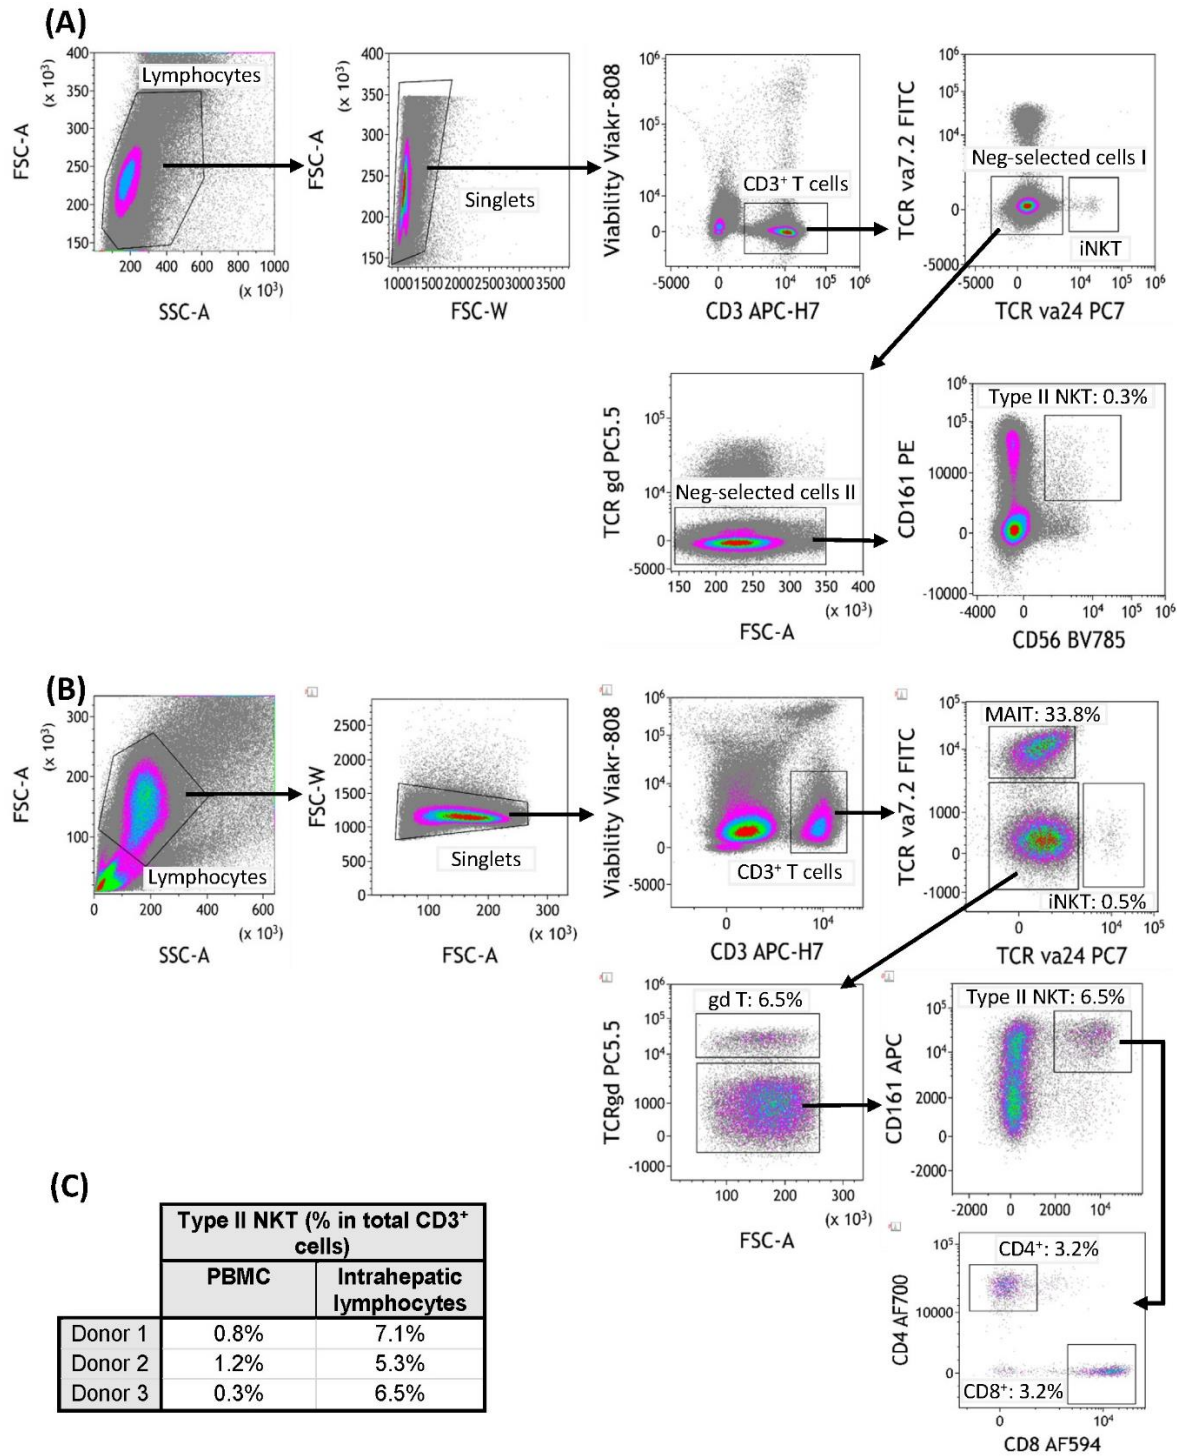 (A)
400
350
300
250
200
150
FSC-A
(x 10³)
Lymphocytes
200 400 600 800 1000
(x 10³)
SSC-A
400
350
300
250
200
150
FSC-A
(x 10³)
Singlets
1000 1500 2000 2500 3000 3500
FSC-W
10⁶
10⁵
10⁴
0
Viability Viakr-808
CD3⁺ T cells
-5000 0 10⁴ 10⁵ 10⁶
CD3 APC-H7
10⁶
10⁵
10⁴
0
-5000
TCR va7.2 FITC
Neg-selected cells I
iNKT
-5000 0 10⁴ 10⁵ 10⁶
TCR va24 PC7
10⁵
10⁴
0
-5000
TCR gd PC5.5
Neg-selected cells II
150 200 250 300 350 400
(x 10³)
FSC-A
10⁶
10⁵
10000
0
-10000
CD161 PE
Type II NKT: 0.3%
-4000 0 10⁴ 10⁵ 10⁶
CD56 BV785
(B)
300
200
100
FSC-A
(x 10³)
Lymphocytes
0 200 400 600
(x 10³)
SSC-A
2500
2000
1500
1000
500
0
FSC-W
Singlets
100 200 300
(x 10³)
FSC-A
10⁶
10⁵
10⁴
0
-5000
Viability Viakr-808
CD3⁺ T cells
0 10⁴
CD3 APC-H7
10⁵
10⁴
1000
0
-1000
TCR va7.2 FITC
MAIT: 33.8%
iNKT: 0.5%
0 10⁴ 10⁵
TCR va24 PC7
10⁶
10⁵
10⁴
1000
0
-1000
TCRgd PC5.5
gd T: 6.5%
100 200 300
(x 10³)
FSC-A
10⁵
10⁴
2000
0
-2000
CD161 APC
Type II NKT: 6.5%
-2000 0 2000 10⁴
10⁵
10000
0
CD4 AF700
CD4⁺: 3.2%
CD8⁺: 3.2%
0 10⁴
CD8 AF594
(C)
Type II NKT (% in total CD3⁺
cells)
PBMC Intrahepatic
lymphocytes
Donor 1 0.8% 7.1%
Donor 2 1.2% 5.3%
Donor 3 0.3% 6.5%